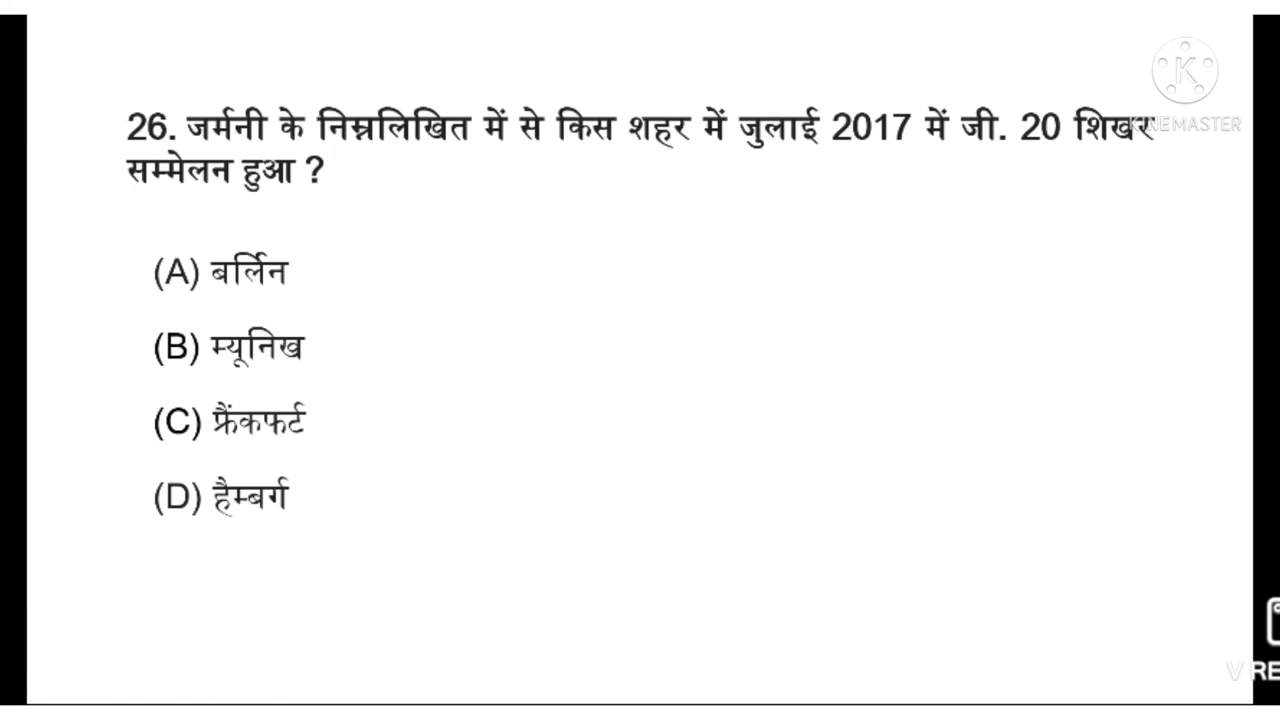 K
KINEMASTER
26. जर्मनी के निम्नलिखित में से किस शहर में जुलाई 2017 में जी. 20 शिखर
सम्मेलन हुआ ?
(A) बर्लिन
(B) म्यूनिख
(C) फ्रैंकफर्ट
(D) हैम्बर्ग